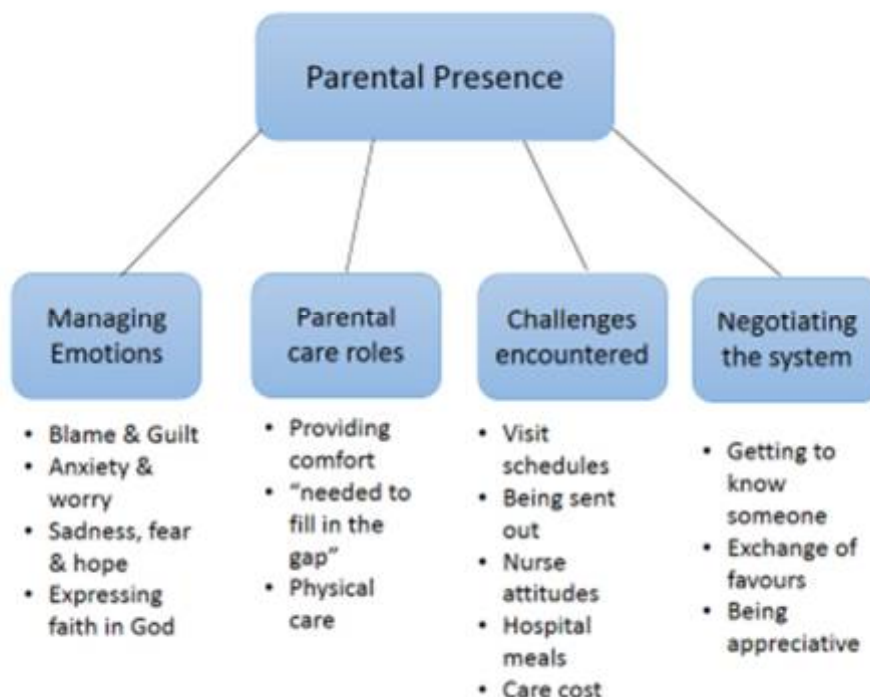 Parental Presence
Managing
Emotions
• Blame & Guilt
• Anxiety &
worry
• Sadness, fear
& hope
• Expressing
faith in God
Parental
care roles
• Providing
comfort
• "needed to
fill in the
gap"
• Physical
care
Challenges
encountered
• Visit
schedules
• Being sent
out
• Nurse
attitudes
• Hospital
meals
• Care cost
Negotiating
the system
• Getting to
know
someone
• Exchange of
favours
• Being
appreciative